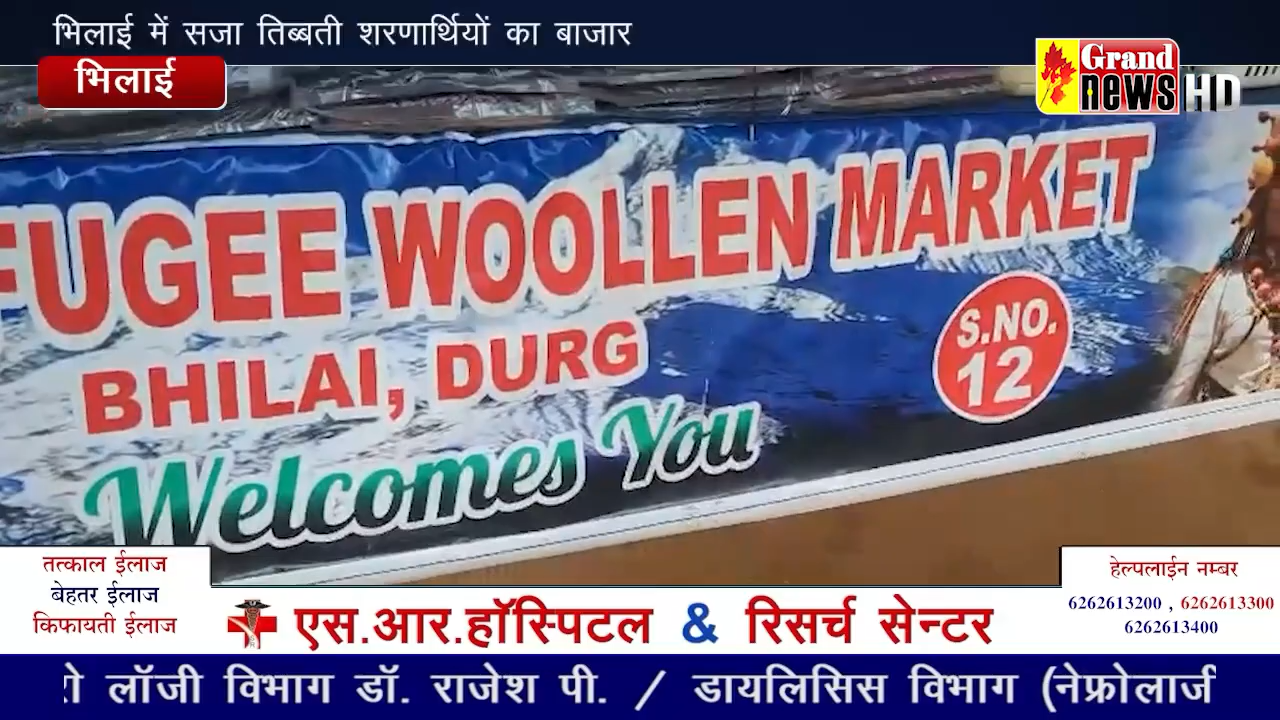 भिलाई में सजा तिब्बती शरणार्थियों का बाजार
भिलाई
Grand
news HD
FUGEE WOOLLEN MARKET
BHILAI, DURG
S.NO.
12
Welcomes You
तत्काल ईलाज
बेहतर ईलाज
किफायती ईलाज
एस.आर.हॉस्पिटल & रिसर्च सेन्टर
हेल्पलाईन नम्बर
6262613200 , 6262613300
6262613400
लॉजी विभाग डॉ. राजेश पी. / डायलिसिस विभाग (नेफ्रोलार्ज